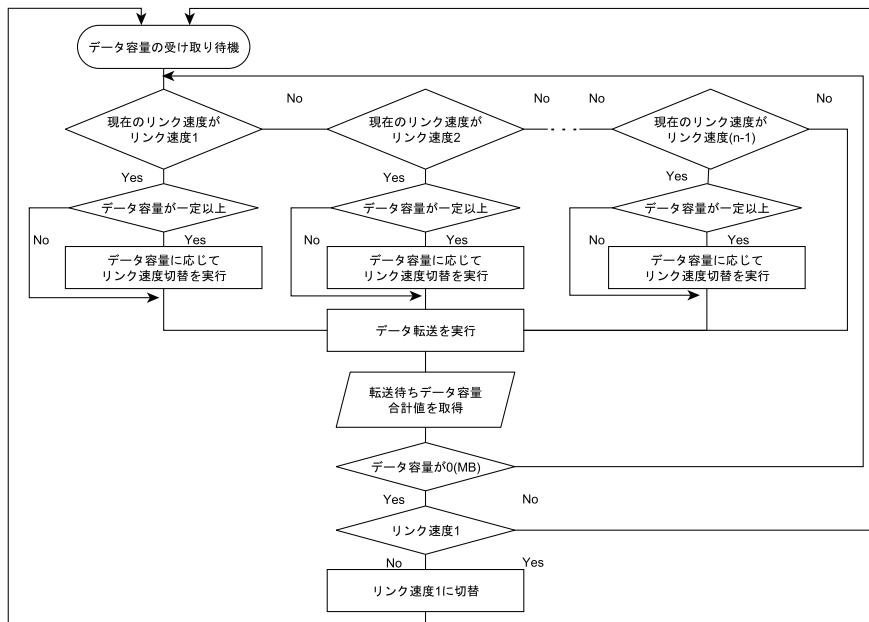 データ容量の受け取り待機
No
No
No
No
現在のリンク速度が
リンク速度1
現在のリンク速度が
リンク速度2
現在のリンク速度が
リンク速度(n-1)
Yes
Yes
Yes
データ容量が一定以上
データ容量が一定以上
データ容量が一定以上
No
Yes
No
Yes
No
Yes
データ容量に応じて
リンク速度切替を実行
データ容量に応じて
リンク速度切替を実行
データ容量に応じて
リンク速度切替を実行
データ転送を実行
転送待ちデータ容量
合計値を取得
データ容量が0(MB)
Yes
No
リンク速度1
No
Yes
リンク速度1に切替